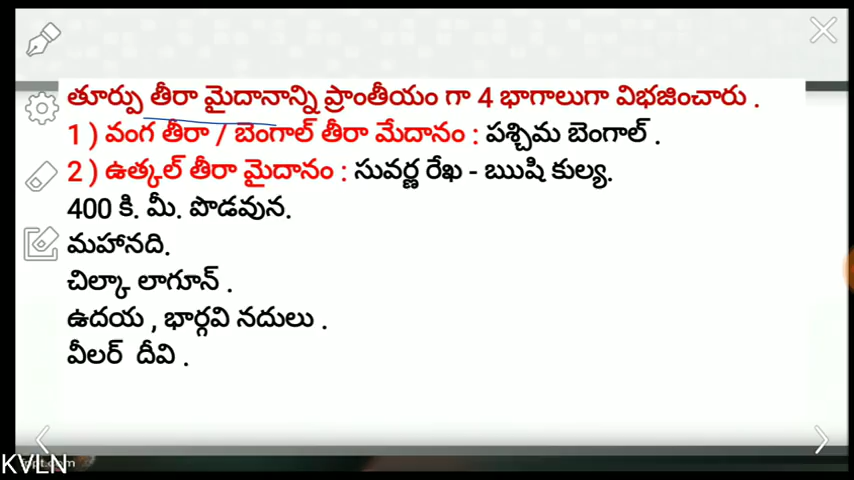 తూర్పు తీరా మైదానాన్ని ప్రాంతీయం గా 4 భాగాలుగా విభజించారు .
1 ) వంగ తీరా / బెంగాల్ తీరా మేదానం : పశ్చిమ బెంగాల్ .
2 ) ఉత్కల్ తీరా మైదానం : సువర్ణ రేఖ - ఋషి కుల్య.
400 కి. మీ. పొడవున.
మహానది.
చిల్కా లాగూన్ .
ఉదయ , భార్గవి నదులు .
వీలర్ దీవి .
KVLN